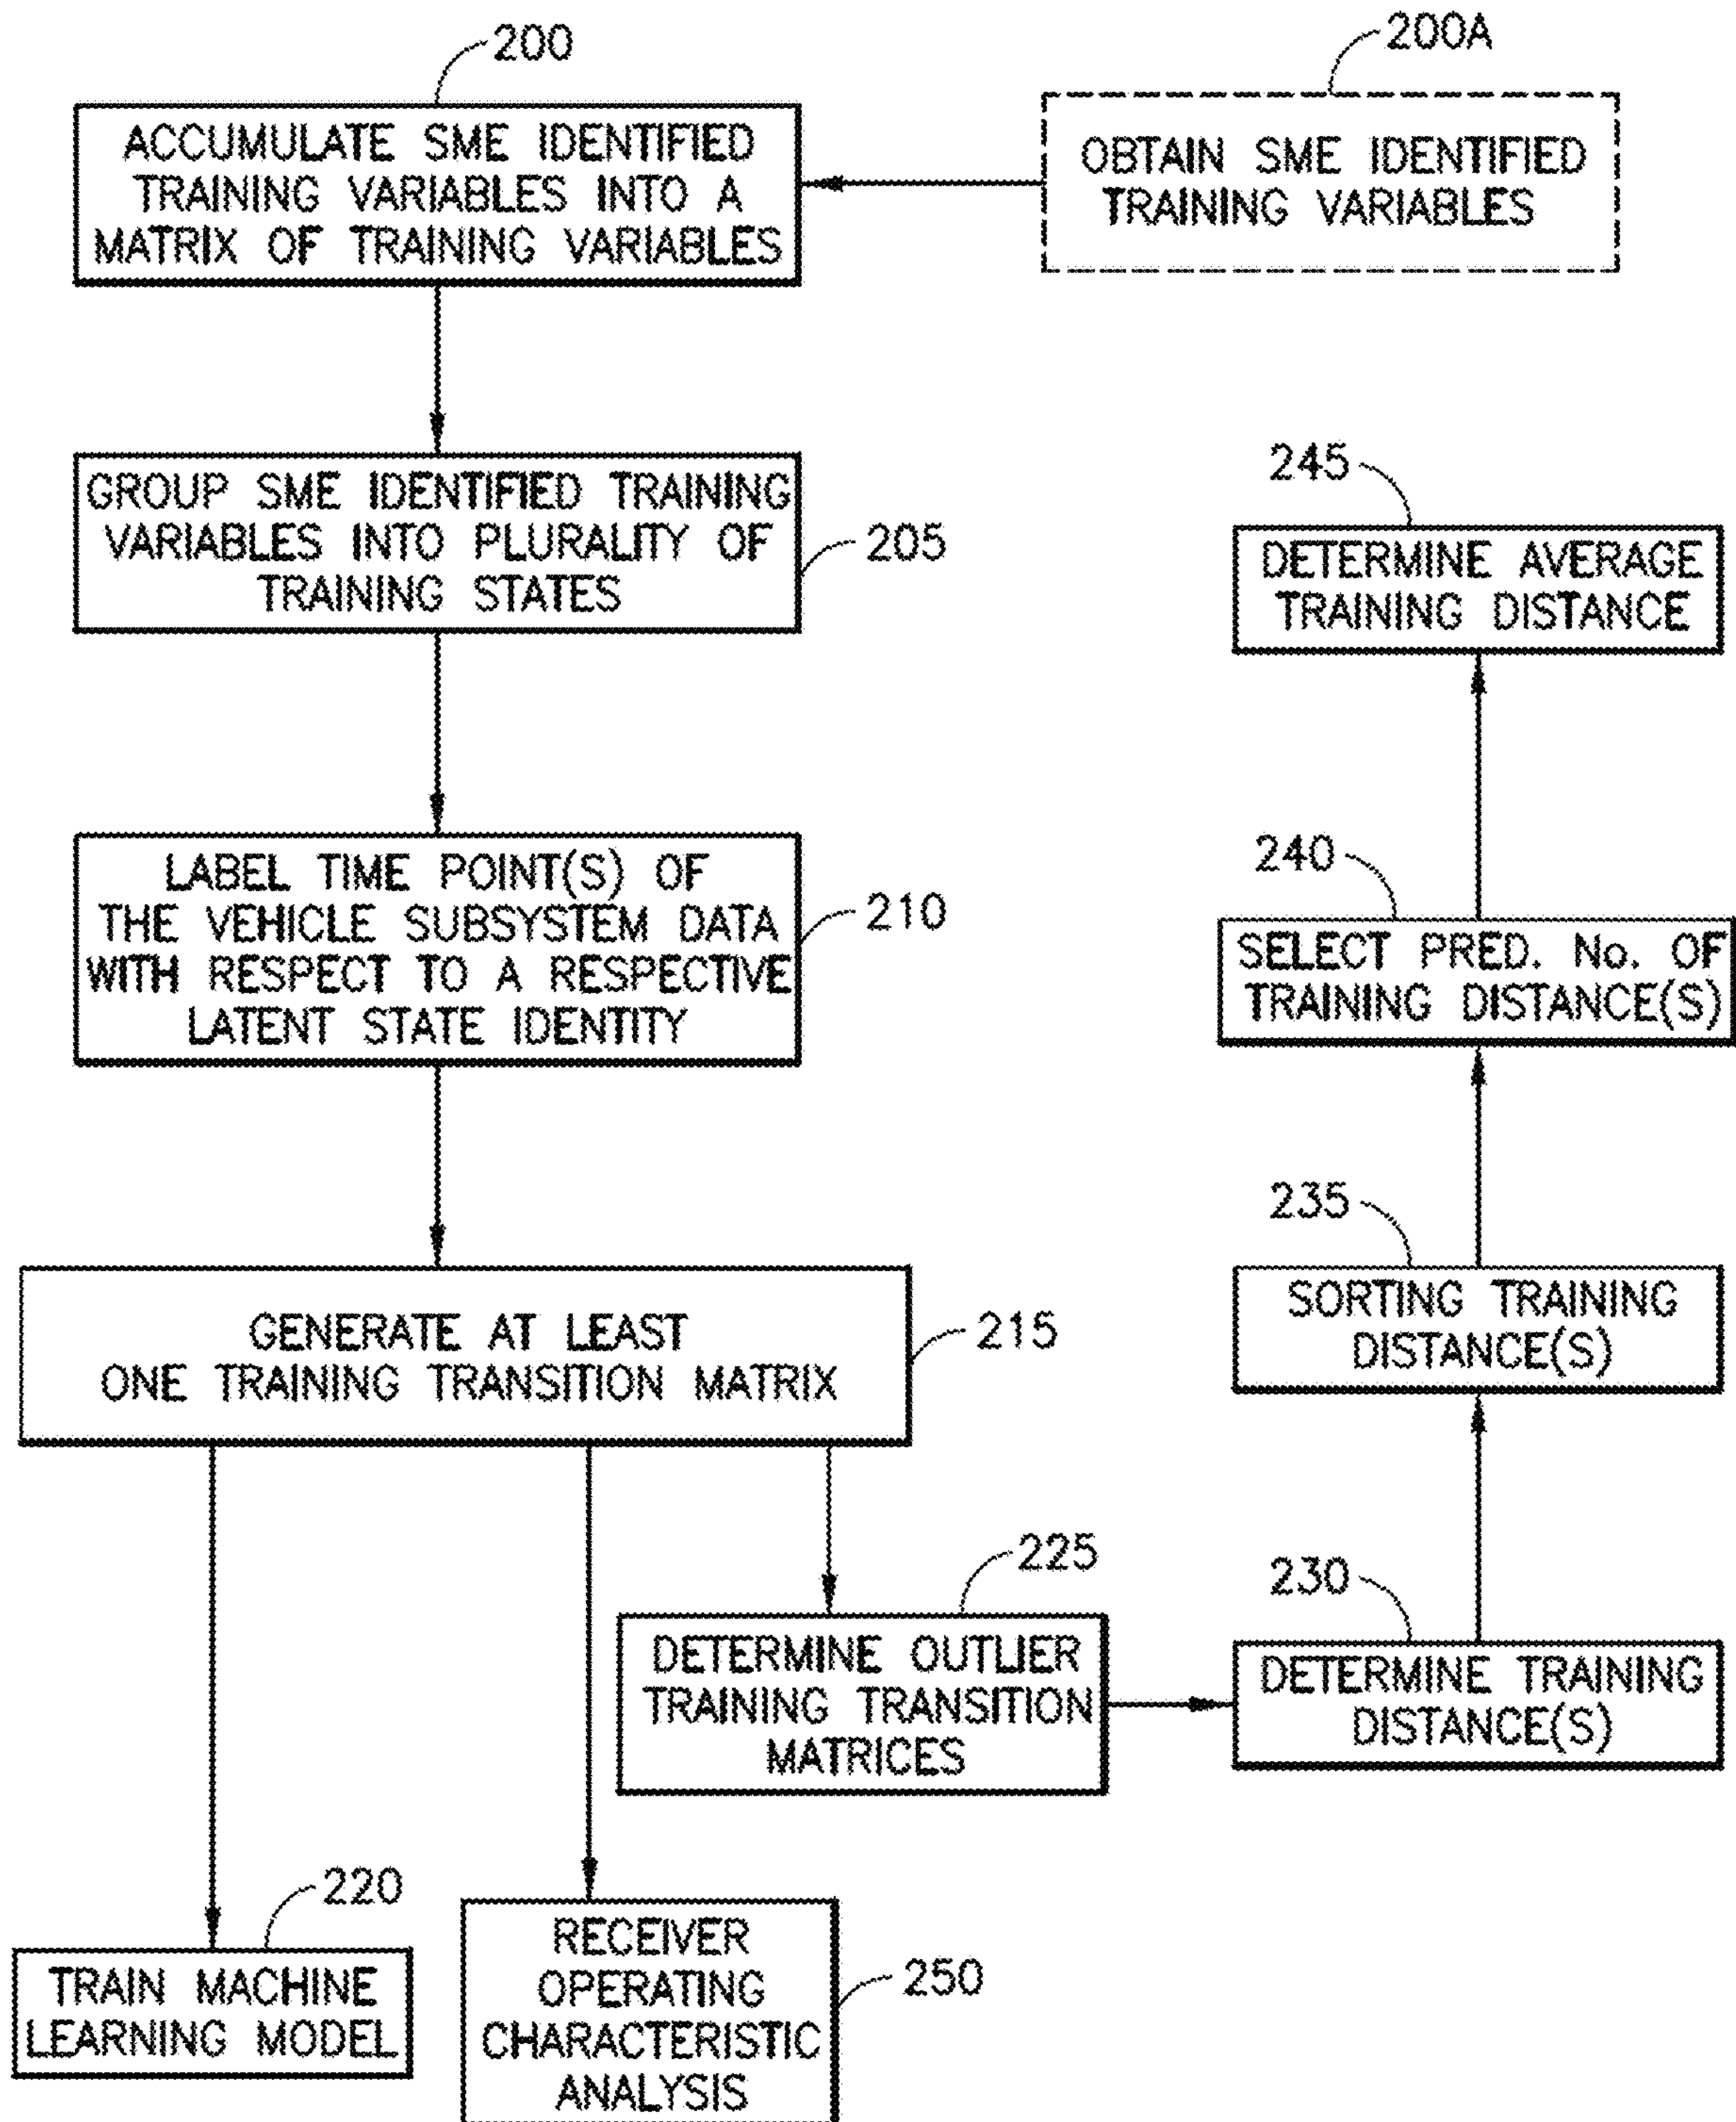 200
ACCUMULATE SME IDENTIFIED
TRAINING VARIABLES INTO A
MATRIX OF TRAINING VARIABLES
200A
OBTAIN SME IDENTIFIED
TRAINING VARIABLES
GROUP SME IDENTIFIED TRAINING
VARIABLES INTO PLURALITY OF
TRAINING STATES
205
LABEL TIME POINT(S) OF
THE VEHICLE SUBSYSTEM DATA
WITH RESPECT TO A RESPECTIVE
LATENT STATE IDENTITY
210
GENERATE AT LEAST
ONE TRAINING TRANSITION MATRIX
215
220
TRAIN MACHINE
LEARNING MODEL
RECEIVER
OPERATING
CHARACTERISTIC
ANALYSIS
250
225
DETERMINE OUTLIER
TRAINING TRANSITION
MATRICES
230
DETERMINE TRAINING
DISTANCE(S)
235
SORTING TRAINING
DISTANCE(S)
240
SELECT PRED. No. OF
TRAINING DISTANCE(S)
245
DETERMINE AVERAGE
TRAINING DISTANCE